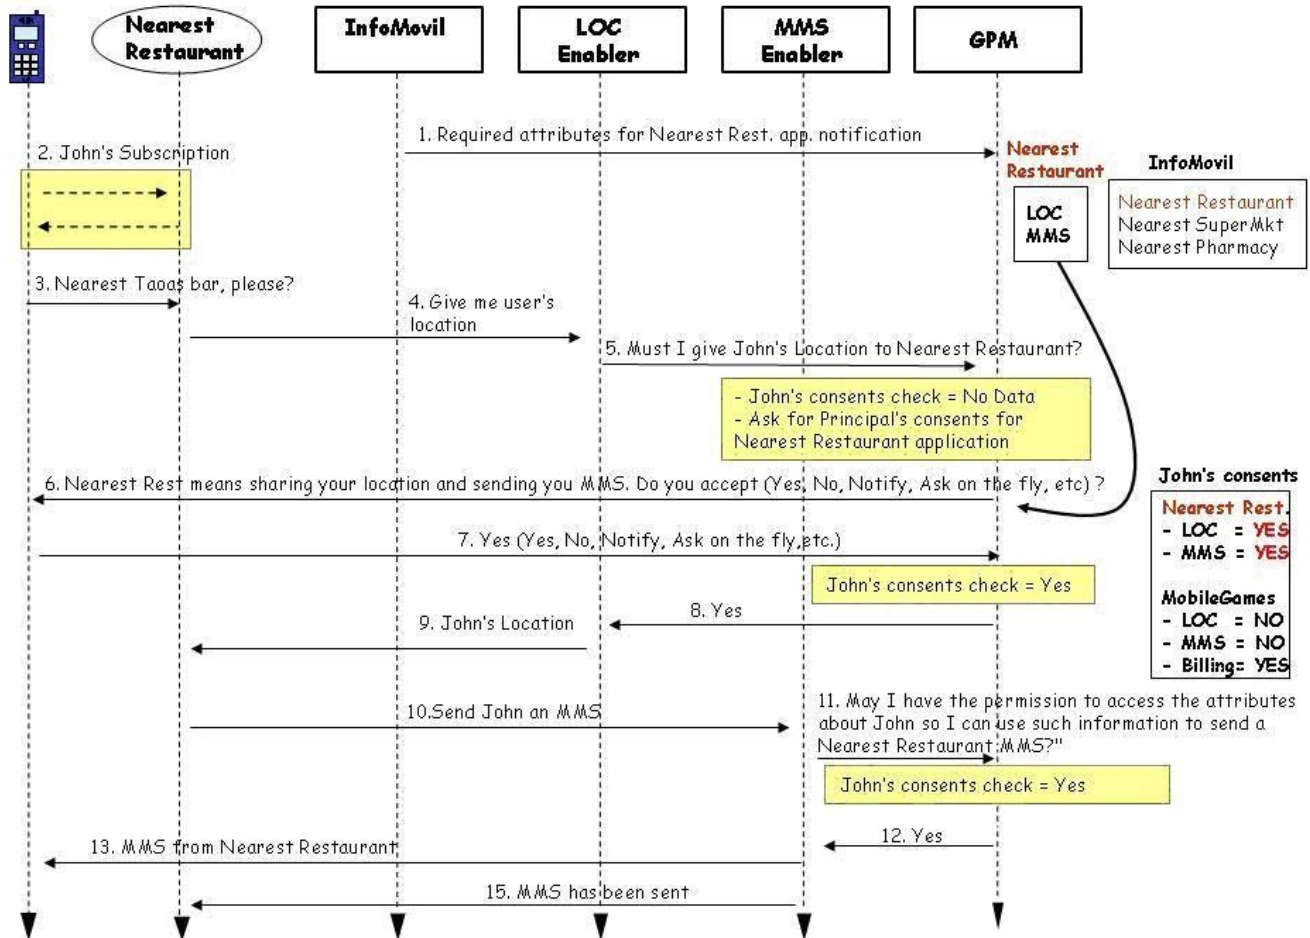 Nearest
Restaurant
InfoMovil
LOC
Enabler
MMS
Enabler
GPM
1. Required attributes for Nearest Rest. app. notification
2. John's Subscription
Nearest
Restaurant
InfoMovil
LOC
MMS
Nearest Restaurant
Nearest SuperMkt
Nearest Pharmacy
3. Nearest Taoas bar, please?
4. Give me user's
location
5. Must I give John's Location to Nearest Restaurant?
- John's consents check = No Data
- Ask for Principal's consents for
Nearest Restaurant application
6. Nearest Rest means sharing your location and sending you MMS. Do you accept (Yes, No, Notify, Ask on the fly, etc) ?
John's consents
Nearest Rest.
- LOC = YES
- MMS = YES
MobileGames
- LOC = NO
- MMS = NO
- Billing= YES
7. Yes (Yes, No, Notify, Ask on the fly,etc.)
John's consents check = Yes
8. Yes
9. John's Location
10.Send John an MMS
11. May I have the permission to access the attributes
about John so I can use such information to send a
Nearest Restaurant MMS?"
John's consents check = Yes
12. Yes
13. MMS from Nearest Restaurant
15. MMS has been sent